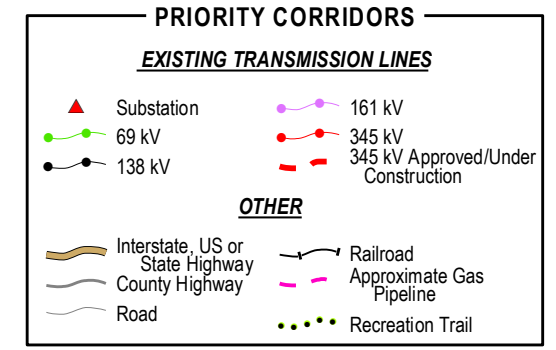 PRIORITY CORRIDORS
EXISTING TRANSMISSION LINES
Substation
69 kV
138 kV
161 kV
345 kV
345 kV Approved/Under
Construction
OTHER
Interstate, US or
State Highway
County Highway
Road
Railroad
Approximate Gas
Pipeline
Recreation Trail